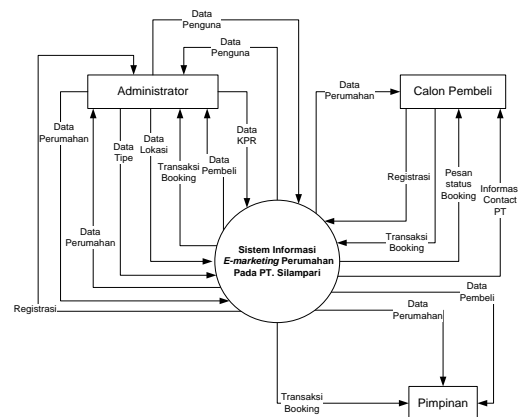 Data
Penguna
Data
Penguna
Administrator
Calon Pembeli
Data
Perumahan
Data
Perumahan
Data
Tipe
Data
Lokasi
Transaksi
Booking
Data
Pembeli
Data
KPR
Data
Perumahan
Registrasi
Pesan
status
Booking
Informas
Contact
PT
Transaksi
Booking
Sistem Informasi
E-marketing Perumahan
Pada PT. Silampari
Registrasi
Data
Perumahan
Data
Pembeli
Transaksi
Booking
Pimpinan